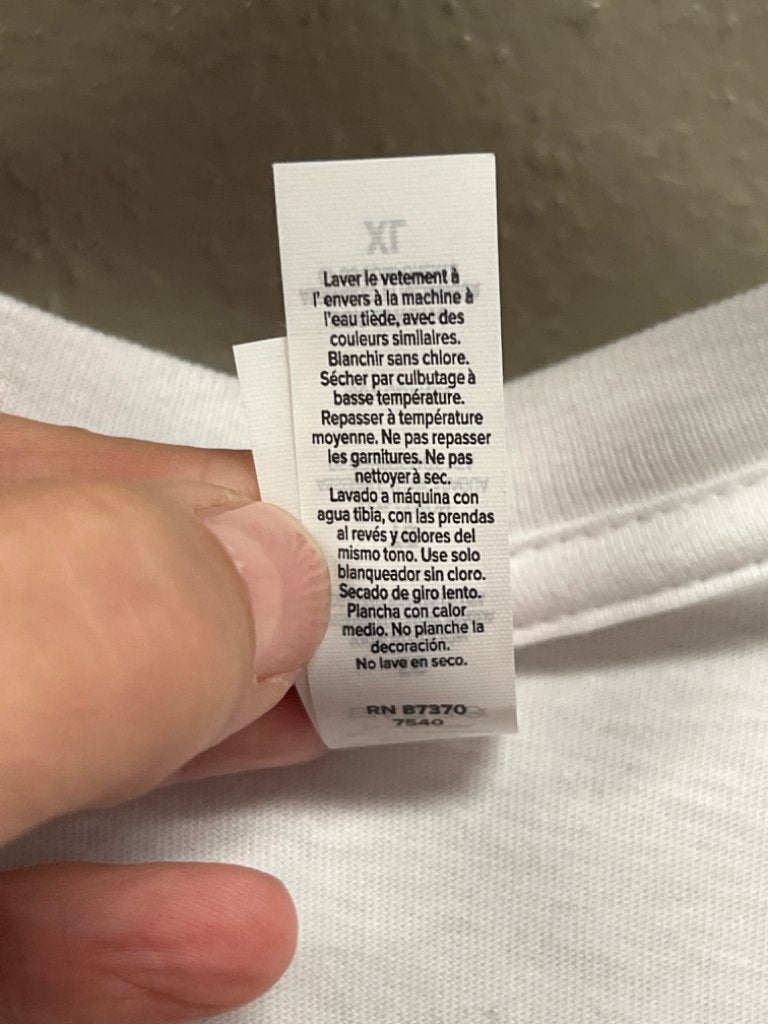 Laver le vetement à
l' envers à la machine à
l'eau tiède, avec des
couleurs similaires.
Blanchir sans chlore.
Sécher par culbutage à
basse température.
Repasser à température
moyenne. Ne pas repasser
les garnitures. Ne pas
nettoyer à sec.
Lavado a máquina con
agua tibia, con las prendas
al revés y colores del
mismo tono. Use solo
blanqueador sin cloro.
Secado de giro lento.
Plancha con calor
medio. No planche la
decoración.
No lave en seco.
RN 87370
7540